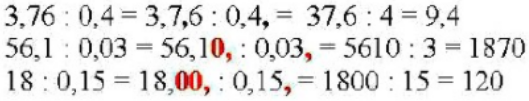 3,76 : 0,4 = 3,7,6 : 0,4, = 37,6 : 4 = 9,4
56,1 : 0,03 = 56,10, : 0,03, = 5610 : 3 = 1870
18 : 0,15 = 18,00, : 0,15, = 1800 : 15 = 120